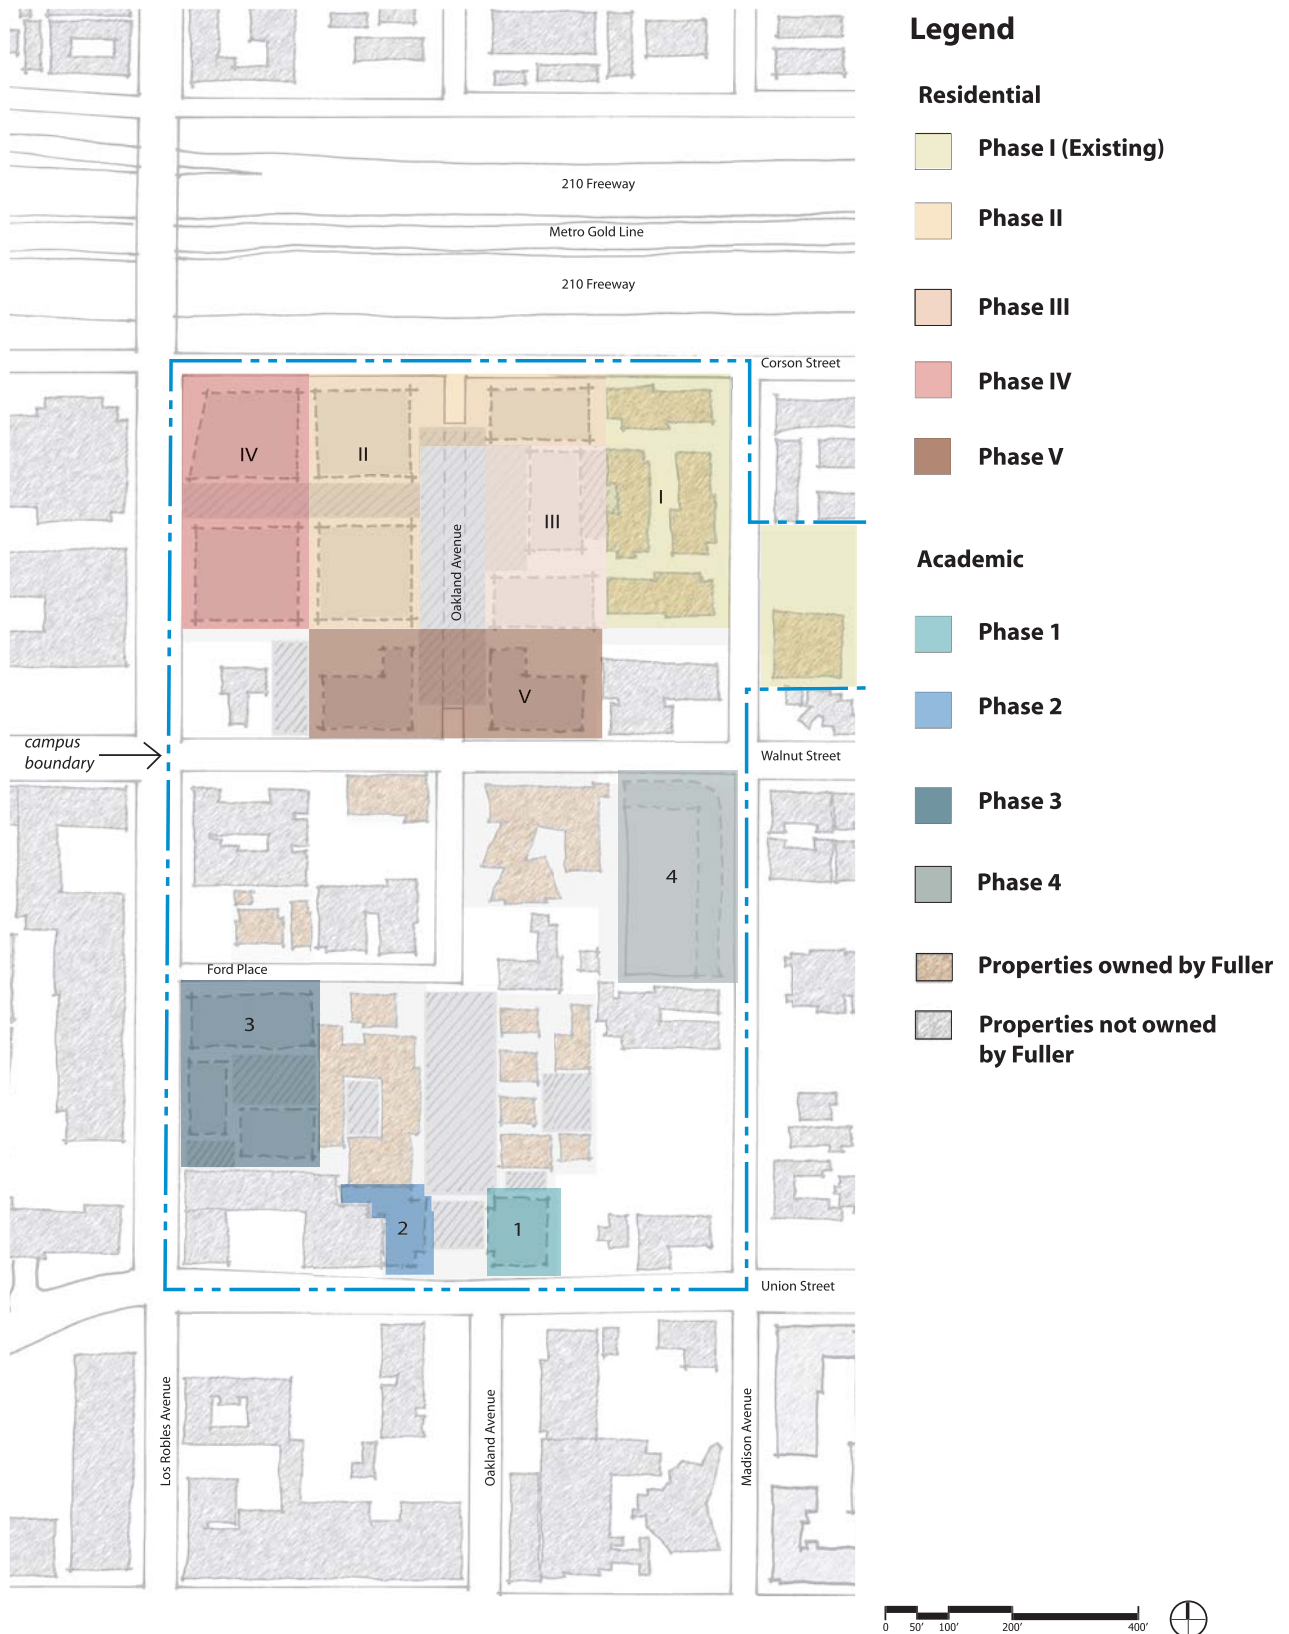 Legend
Residential
Phase I (Existing)
Phase II
Phase III
Phase IV
Phase V
Academic
Phase 1
Phase 2
Phase 3
Phase 4
Properties owned by Fuller
Properties not owned
by Fuller
210 Freeway
Metro Gold Line
210 Freeway
Corson Street
IV
II
I
III
Oakland Avenue
V
campus
boundary
Walnut Street
4
Ford Place
3
2
1
Union Street
Los Robles Avenue
Oakland Avenue
Madison Avenue
0 50' 100' 200' 400'